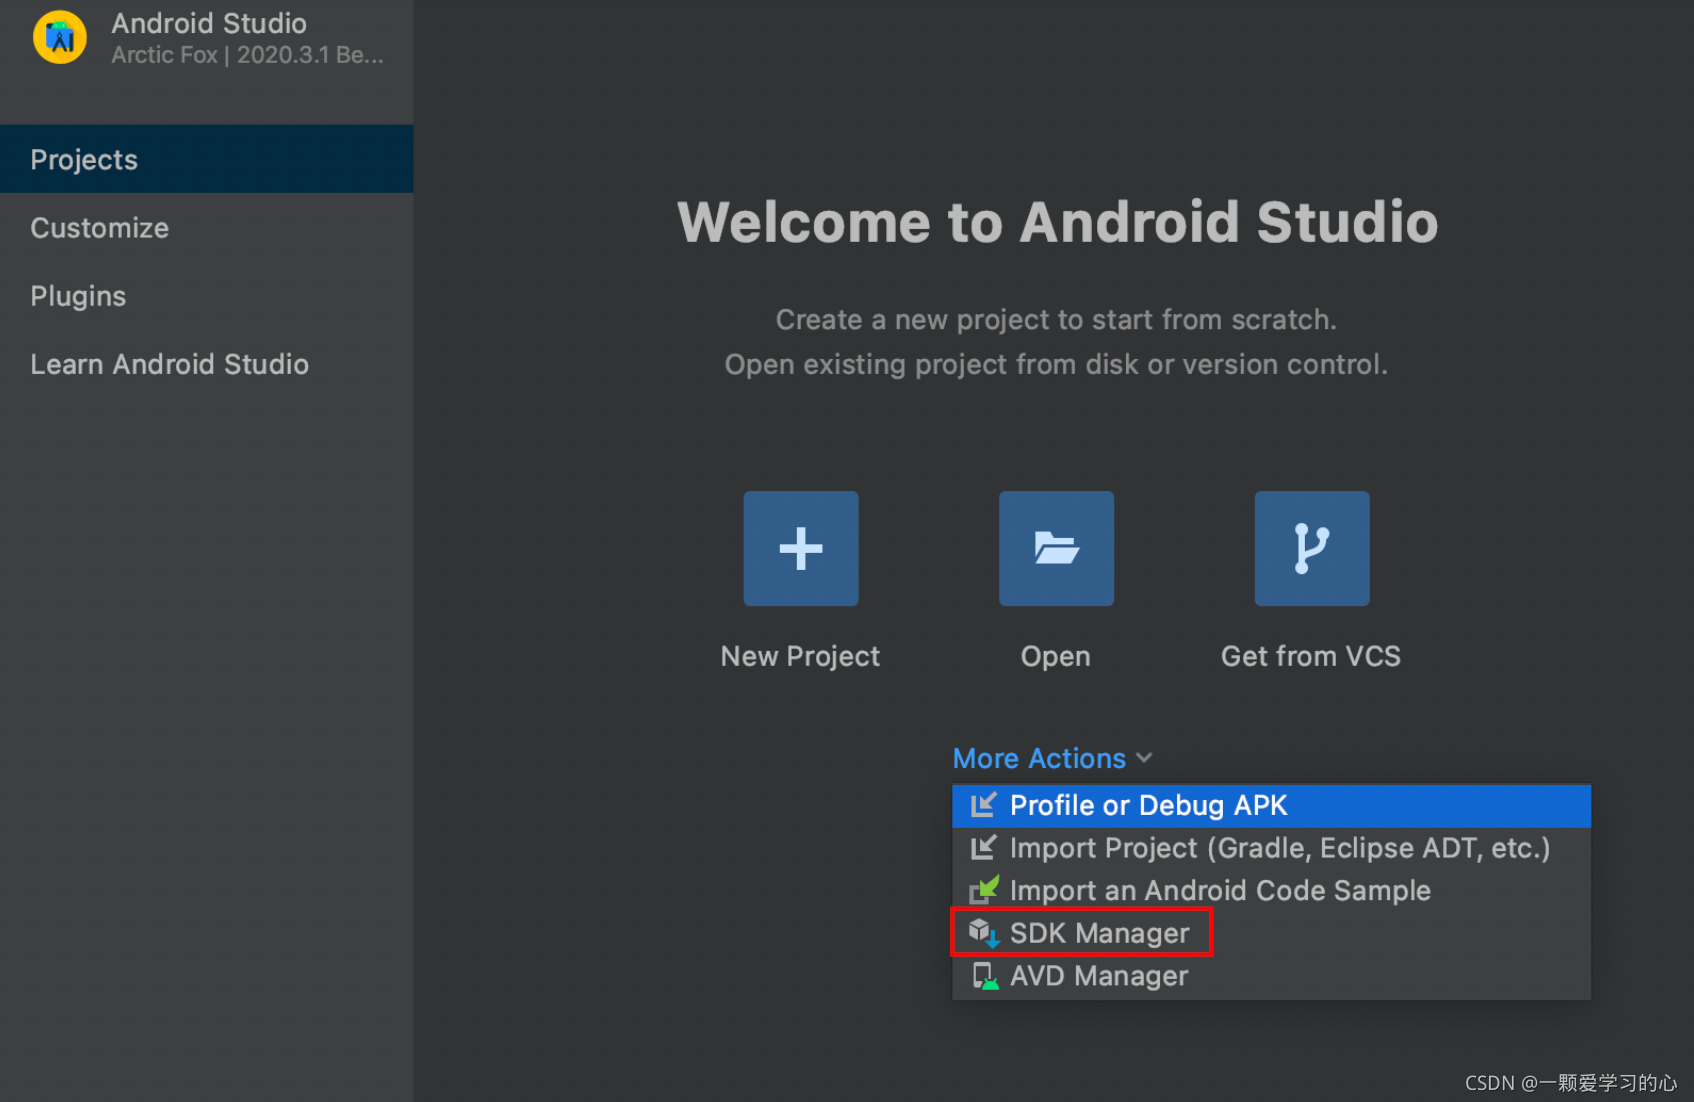 Android Studio
Arctic Fox | 2020.3.1 Be...
Projects
Customize
Plugins
Learn Android Studio
Welcome to Android Studio
Create a new project to start from scratch.
Open existing project from disk or version control.
New Project
Open
Get from VCS
More Actions
Profile or Debug APK
Import Project (Gradle, Eclipse ADT, etc.)
Import an Android Code Sample
SDK Manager
AVD Manager
CSDN @一颗爱学习的心